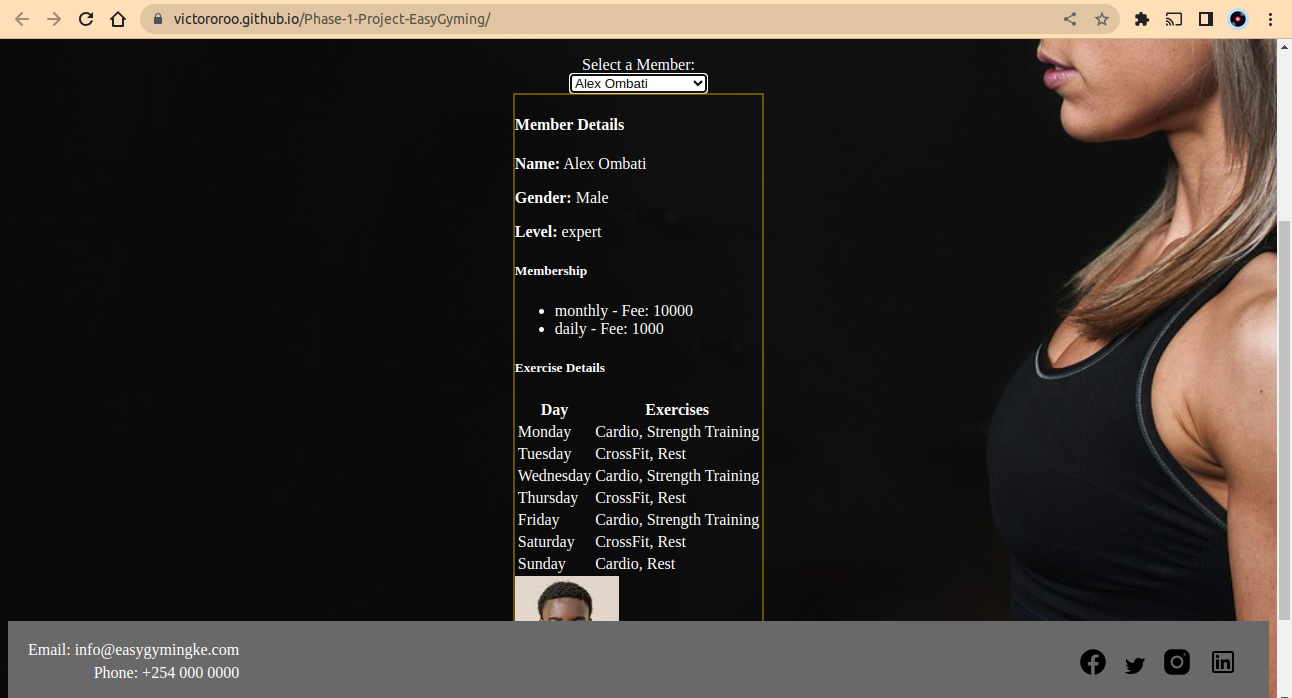 victororoo.github.io/Phase-1-Project-EasyGyming/
Select a Member:
Alex Ombati
Member Details
Name: Alex Ombati
Gender: Male
Level: expert
Membership
monthly - Fee: 10000
daily - Fee: 1000
Exercise Details
Day Exercises
Monday Cardio, Strength Training
Tuesday CrossFit, Rest
Wednesday Cardio, Strength Training
Thursday CrossFit, Rest
Friday Cardio, Strength Training
Saturday CrossFit, Rest
Sunday Cardio, Rest
Email: info@easygymingke.com
Phone: +254 000 0000